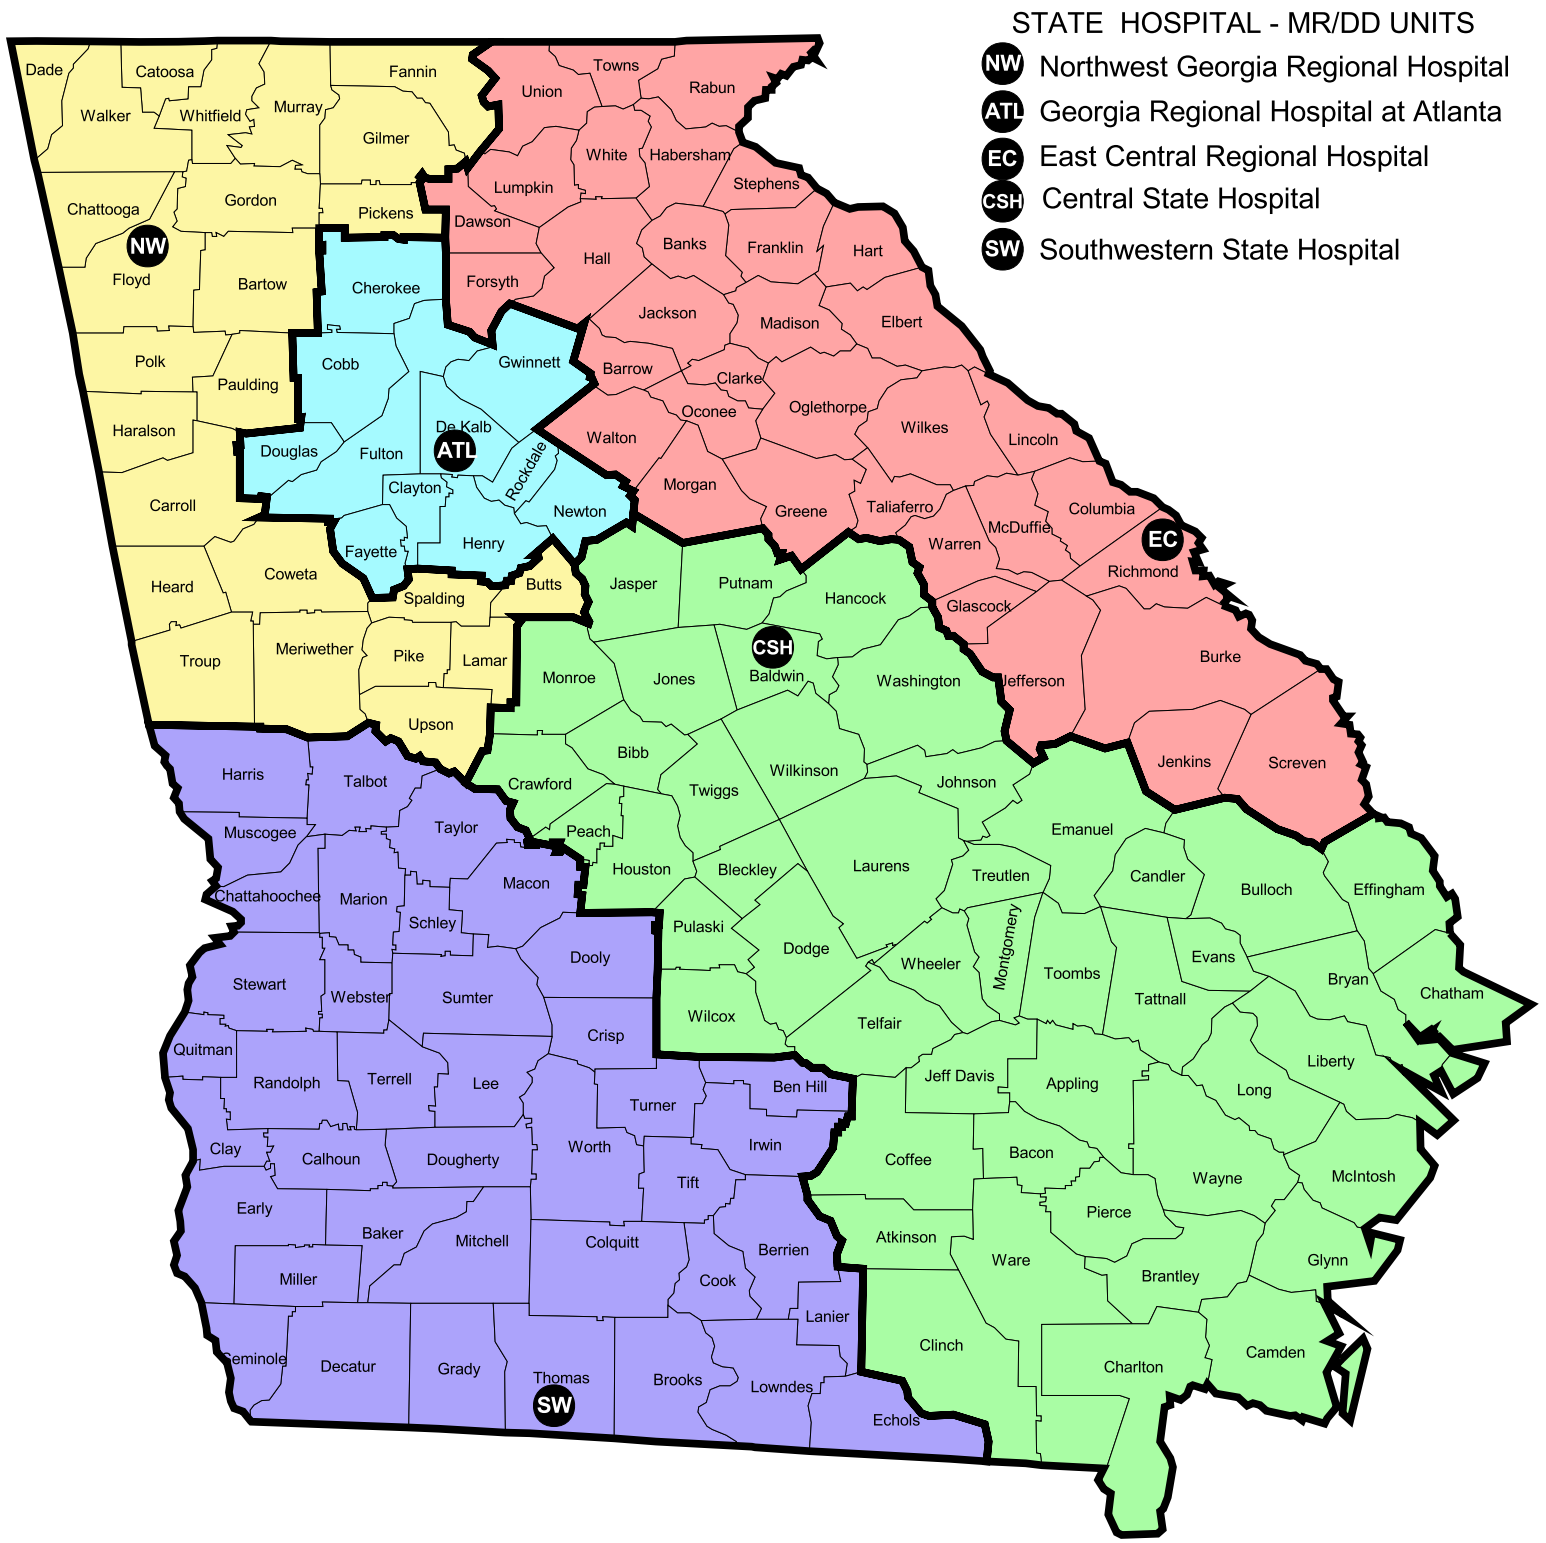 STATE HOSPITAL - MR/DD UNITS
NW Northwest Georgia Regional Hospital
ATL Georgia Regional Hospital at Atlanta
EC East Central Regional Hospital
CSH Central State Hospital
SW Southwestern State Hospital
Dade
Catoosa
Fannin
Towns
Union
Rabun
Walker
Whitfield
Murray
Gilmer
White
Habersham
Lumpkin
Stephens
Chattooga
Gordon
Pickens
Dawson
NW
Banks
Franklin
Hart
Hall
Floyd
Bartow
Cherokee
Forsyth
Jackson
Madison
Elbert
Polk
Cobb
Gwinnett
Paulding
Barrow
Clarke
Oconee
Oglethorpe
Haralson
De Kalb
Wilkes
Walton
Lincoln
Douglas
Fulton
ATL
Rockdale
Clayton
Morgan
Carroll
Newton
Greene
Taliaferro
Columbia
McDuffie
Fayette
Henry
Warren
EC
Richmond
Heard
Coweta
Butts
Jasper
Putnam
Spalding
Hancock
Glascock
Troup
Meriwether
Pike
Lamar
CSH
Baldwin
Burke
Monroe
Jones
Washington
Jefferson
Upson
Bibb
Jenkins
Screven
Harris
Talbot
Crawford
Twiggs
Wilkinson
Johnson
Muscogee
Taylor
Peach
Emanuel
Houston
Bleckley
Laurens
Treutlen
Candler
Bulloch
Effingham
Chattahoochee
Marion
Macon
Schley
Pulaski
Dodge
Montgomery
Dooly
Wheeler
Toombs
Evans
Stewart
Webster
Sumter
Tattnall
Bryan
Chatham
Wilcox
Telfair
Crisp
Quitman
Randolph
Terrell
Lee
Ben Hill
Jeff Davis
Appling
Long
Liberty
Turner
Clay
Calhoun
Dougherty
Worth
Irwin
Coffee
Bacon
Tift
Wayne
McIntosh
Early
Baker
Mitchell
Colquitt
Berrien
Atkinson
Pierce
Miller
Cook
Ware
Brantley
Glynn
Lanier
Seminole
Decatur
Grady
Thomas
Brooks
Lowndes
Clinch
Charlton
Camden
SW
Echols